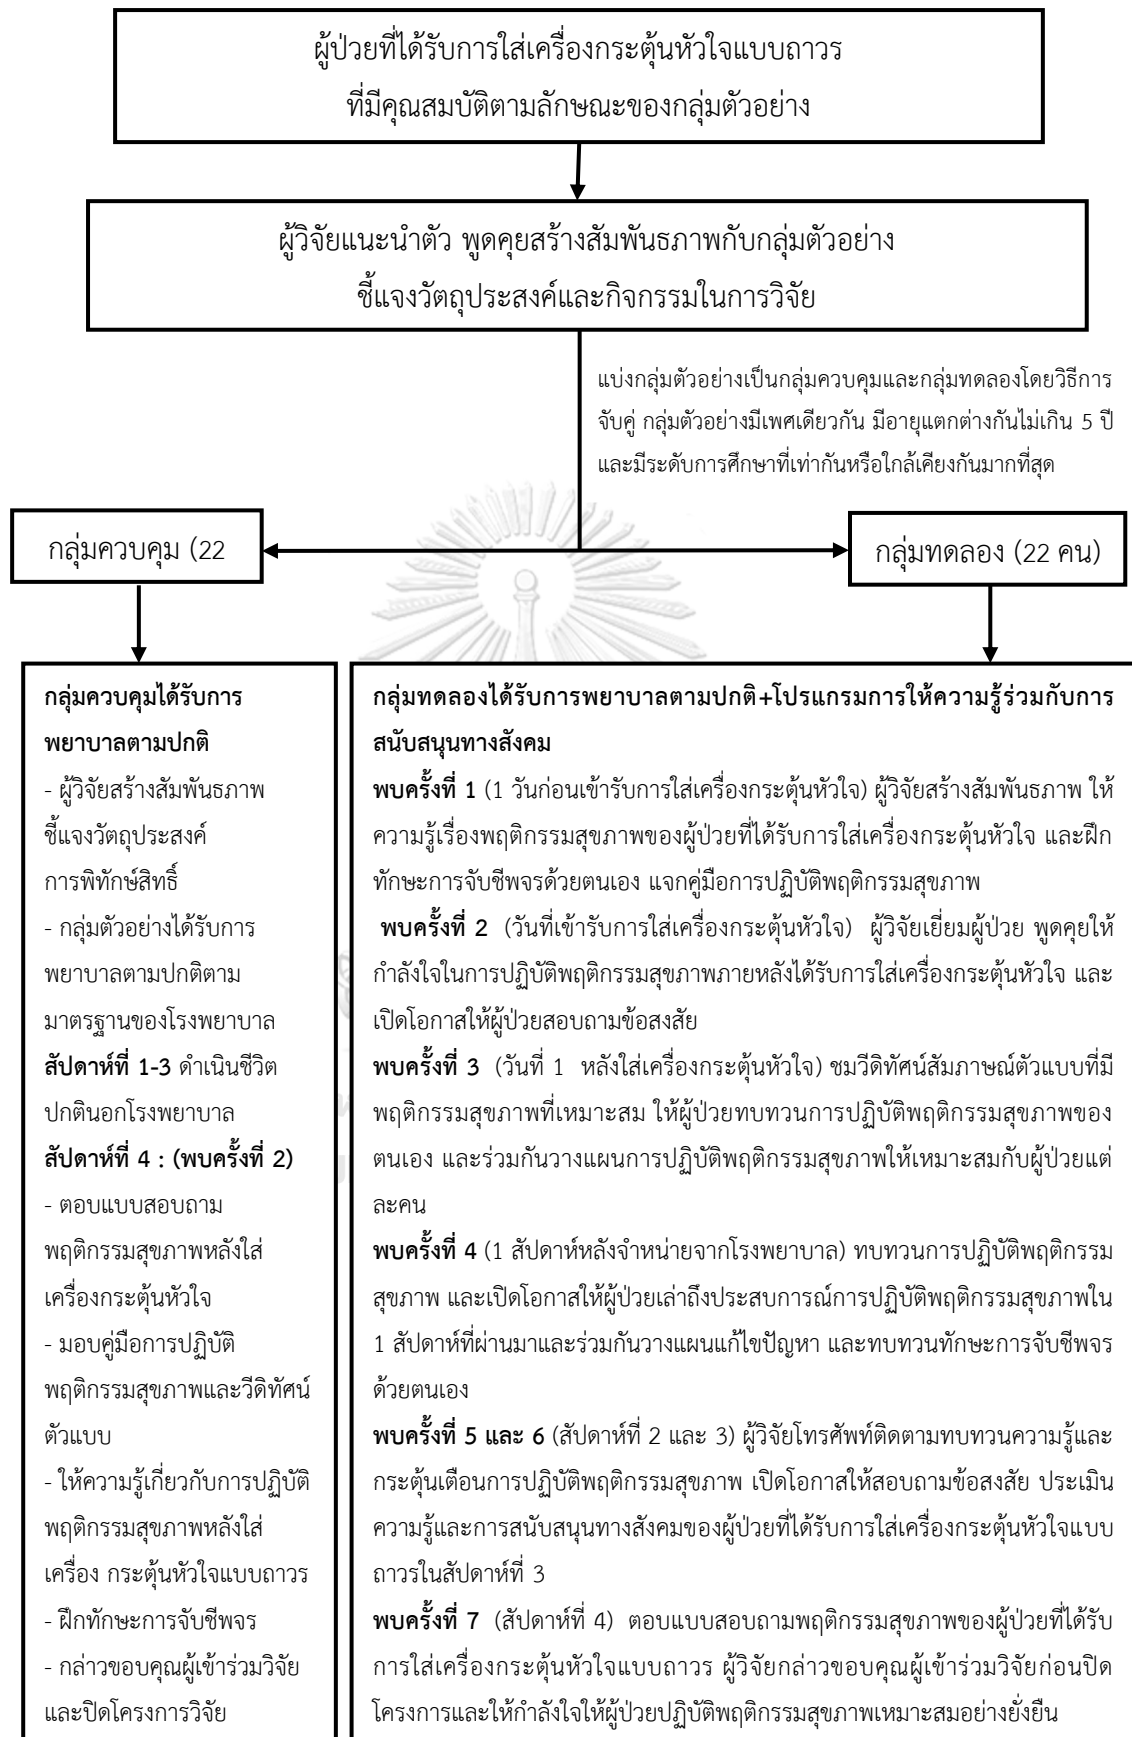 ผู้ป่วยที่ได้รับการใส่เครื่องกระตุ้นหัวใจแบบถาวร
ที่มีคุณสมบัติตามลักษณะของกลุ่มตัวอย่าง
ผู้วิจัยแนะนำตัว พูดคุยสร้างสัมพันธภาพกับกลุ่มตัวอย่าง
ชี้แจงวัตถุประสงค์และกิจกรรมในการวิจัย
แบ่งกลุ่มตัวอย่างเป็นกลุ่มควบคุมและกลุ่มทดลองโดยวิธีการ
จับคู่ กลุ่มตัวอย่างมีเพศเดียวกัน มีอายุแตกต่างกันไม่เกิน 5 ปี
และมีระดับการศึกษาที่เท่ากันหรือใกล้เคียงกันมากที่สุด
กลุ่มควบคุม (22
กลุ่มทดลอง (22 คน)
กลุ่มควบคุมได้รับการ
พยาบาลตามปกติ
- ผู้วิจัยสร้างสัมพันธภาพ
ชี้แจงวัตถุประสงค์
การพิทักษ์สิทธิ์
- กลุ่มตัวอย่างได้รับการ
พยาบาลตามปกติตาม
มาตรฐานของโรงพยาบาล
สัปดาห์ที่ 1-3 ดำเนินชีวิต
ปกตินอกโรงพยาบาล
สัปดาห์ที่ 4 : (พบครั้งที่ 2)
- ตอบแบบสอบถาม
พฤติกรรมสุขภาพหลังใส่
เครื่องกระตุ้นหัวใจ
- มอบคู่มือการปฏิบัติ
พฤติกรรมสุขภาพและวีดิทัศน์
ตัวแบบ
- ให้ความรู้เกี่ยวกับการปฏิบัติ
พฤติกรรมสุขภาพหลังใส่
เครื่อง กระตุ้นหัวใจแบบถาวร
- ฝึกทักษะการจับชีพจร
- กล่าวขอบคุณผู้เข้าร่วมวิจัย
และปิดโครงการวิจัย
กลุ่มทดลองได้รับการพยาบาลตามปกติ+โปรแกรมการให้ความรู้ร่วมกับการ
สนับสนุนทางสังคม
พบครั้งที่ 1 (1 วันก่อนเข้ารับการใส่เครื่องกระตุ้นหัวใจ) ผู้วิจัยสร้างสัมพันธภาพ ให้
ความรู้เรื่องพฤติกรรมสุขภาพของผู้ป่วยที่ได้รับการใส่เครื่องกระตุ้นหัวใจ และฝึก
ทักษะการจับชีพจรด้วยตนเอง แจกคู่มือการปฏิบัติพฤติกรรมสุขภาพ
พบครั้งที่ 2 (วันที่เข้ารับการใส่เครื่องกระตุ้นหัวใจ) ผู้วิจัยเยี่ยมผู้ป่วย พูดคุยให้
กำลังใจในการปฏิบัติพฤติกรรมสุขภาพภายหลังได้รับการใส่เครื่องกระตุ้นหัวใจ และ
เปิดโอกาสให้ผู้ป่วยสอบถามข้อสงสัย
พบครั้งที่ 3 (วันที่ 1 หลังใส่เครื่องกระตุ้นหัวใจ) ชมวีดิทัศน์สัมภาษณ์ตัวแบบที่มี
พฤติกรรมสุขภาพที่เหมาะสม ให้ผู้ป่วยทบทวนการปฏิบัติพฤติกรรมสุขภาพของ
ตนเอง และร่วมกันวางแผนการปฏิบัติพฤติกรรมสุขภาพให้เหมาะสมกับผู้ป่วยแต่
ละคน
พบครั้งที่ 4 (1 สัปดาห์หลังจำหน่ายจากโรงพยาบาล) ทบทวนการปฏิบัติพฤติกรรม
สุขภาพ และเปิดโอกาสให้ผู้ป่วยเล่าถึงประสบการณ์การปฏิบัติพฤติกรรมสุขภาพใน
1 สัปดาห์ที่ผ่านมาและร่วมกันวางแผนแก้ไขปัญหา และทบทวนทักษะการจับชีพจร
ด้วยตนเอง
พบครั้งที่ 5 และ 6 (สัปดาห์ที่ 2 และ 3) ผู้วิจัยโทรศัพท์ติดตามทบทวนความรู้และ
กระตุ้นเตือนการปฏิบัติพฤติกรรมสุขภาพ เปิดโอกาสให้สอบถามข้อสงสัย ประเมิน
ความรู้และการสนับสนุนทางสังคมของผู้ป่วยที่ได้รับการใส่เครื่องกระตุ้นหัวใจแบบ
ถาวรในสัปดาห์ที่ 3
พบครั้งที่ 7 (สัปดาห์ที่ 4) ตอบแบบสอบถามพฤติกรรมสุขภาพของผู้ป่วยที่ได้รับ
การใส่เครื่องกระตุ้นหัวใจแบบถาวร ผู้วิจัยกล่าวขอบคุณผู้เข้าร่วมวิจัยก่อนปิด
โครงการและให้กำลังใจให้ผู้ป่วยปฏิบัติพฤติกรรมสุขภาพเหมาะสมอย่างยั่งยืน